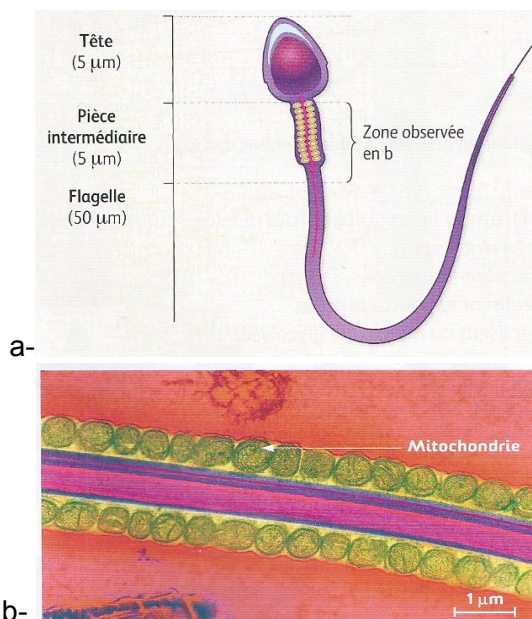 Tête
(5 µm)
Pièce
intermédiaire
(5 µm)
Flagelle
(50 µm)
Zone observée
en b
a-
Mitochondrie
1 µm
b-